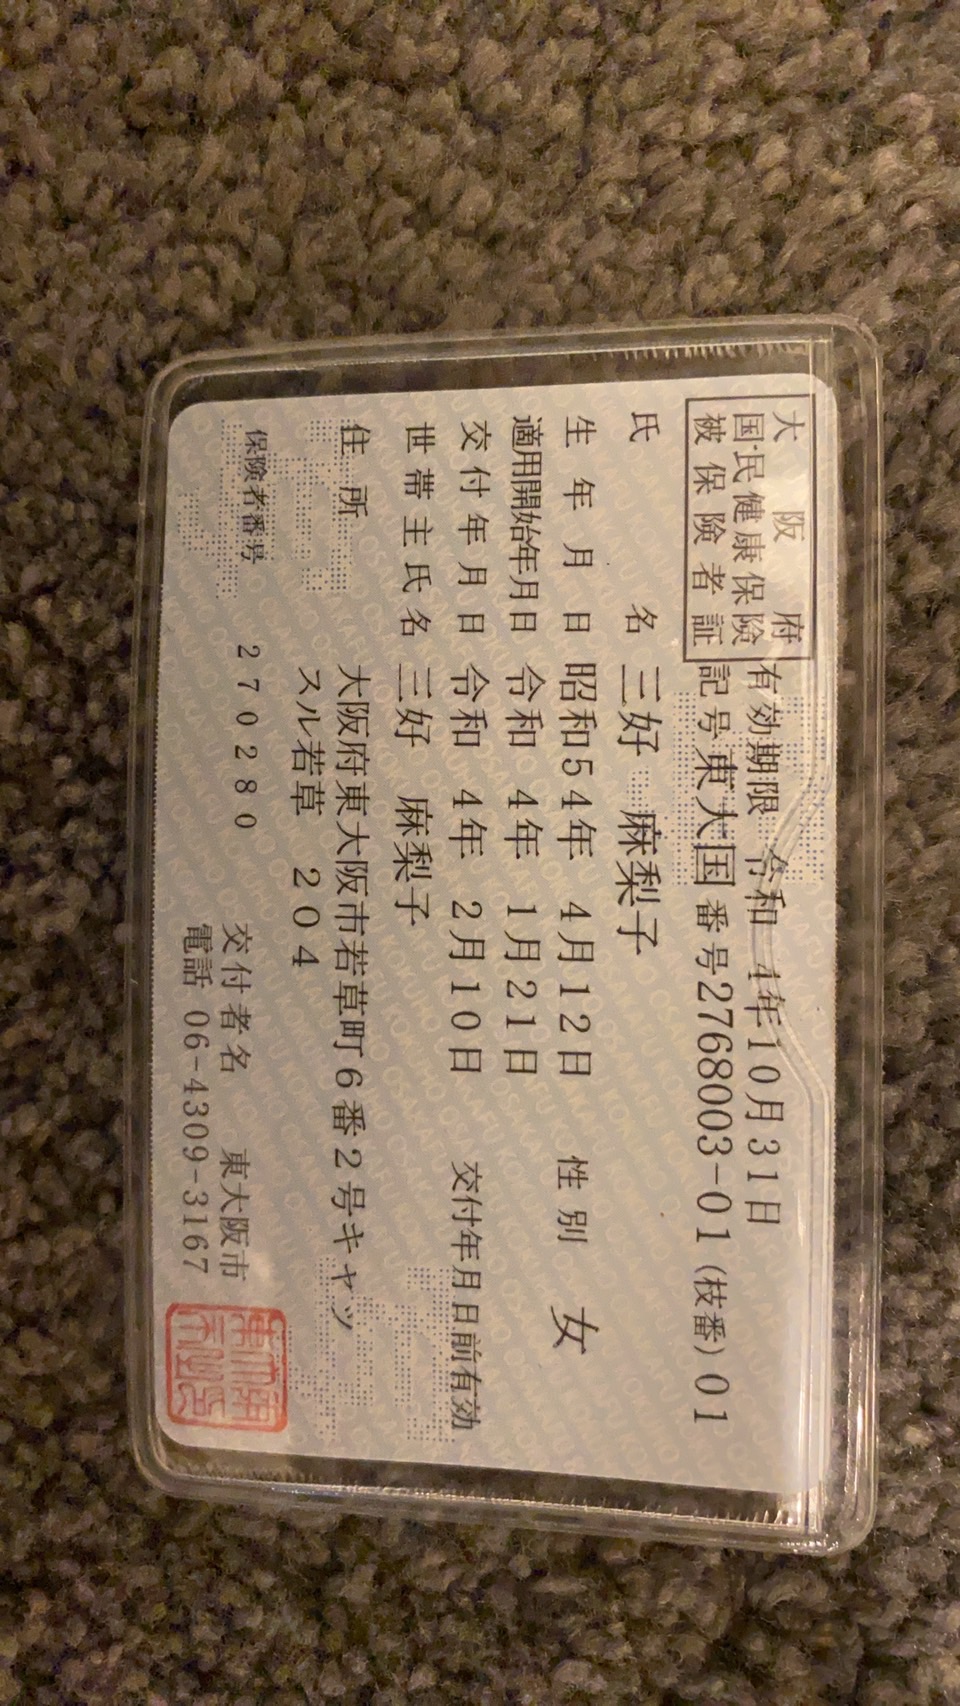 大阪府
国民健康保険
被保険者証
有効期限 令和 4年10月31日
記号東大国 番号2768003-01 (枝番) 01
氏名 三好 麻梨子
生年月日 昭和54年 4月12日 性別 女
適用開始年月日 令和 4年 1月21日
交付年月日 令和 4年 2月10日 交付年月日前有効
世帯主氏名 三好 麻梨子
住所 大阪府東大阪市若草町6番2号キャッ
スル若草 204
保険者番号 270280
交付者名 東大阪市
電話 06-4309-3167